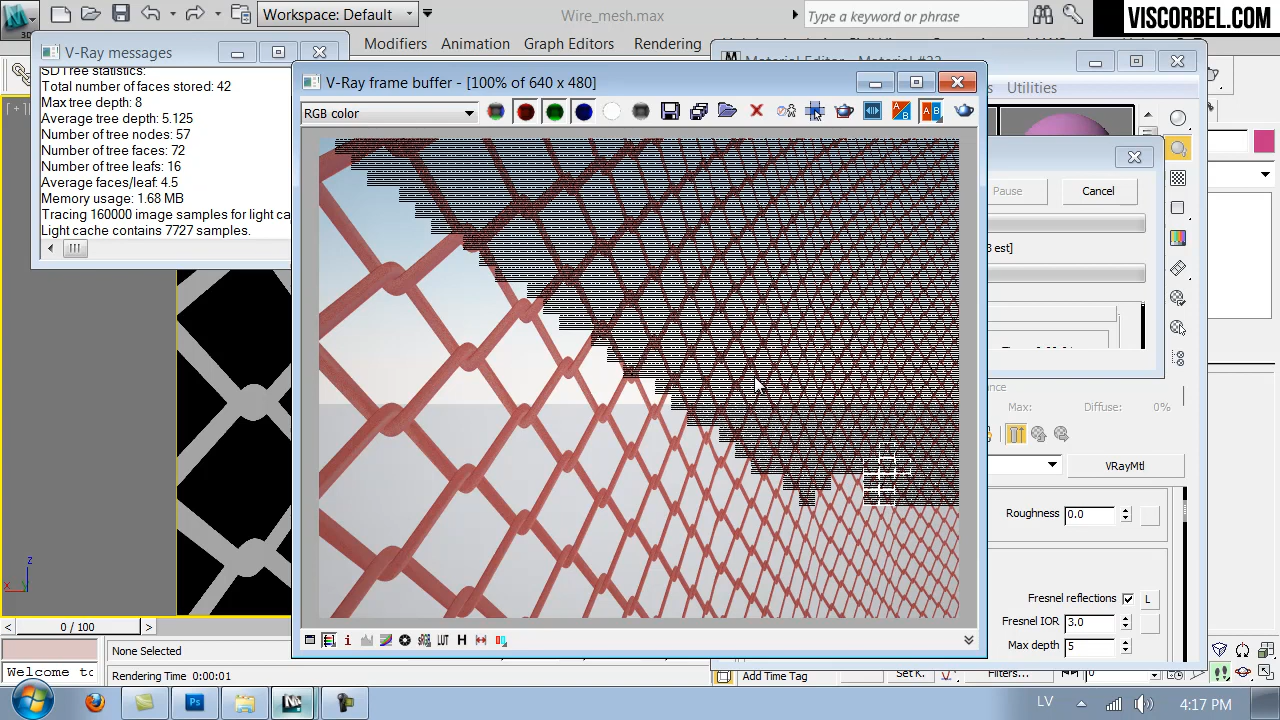 Workspace: Default
Wire_mesh.max
Type a keyword or phrase
VISCORBEL.COM
Modifiers Animation Graph Editors Rendering
V-Ray messages
SD Tree statistics:
Total number of faces stored: 42
Max tree depth: 8
Average tree depth: 5.125
Number of tree nodes: 57
Number of tree faces: 72
Number of tree leafs: 16
Average faces/leaf: 4.5
Memory usage: 1.68 MB
Tracing 160000 image samples for light ca
Light cache contains 7727 samples.
V-Ray frame buffer - [100% of 640 x 480]
RGB color
H
Utilities
Pause
Cancel
3 est]
Max:
Diffuse:
0%
VRayMtl
Roughness 0.0
Fresnel reflections
L
Fresnel IOR 3.0
Max depth 5
z
x
0 / 100
None Selected
Welcome to
Rendering Time 0:00:01
Add Time Tag
Set K.
Filters...
0
LV
4:17 PM